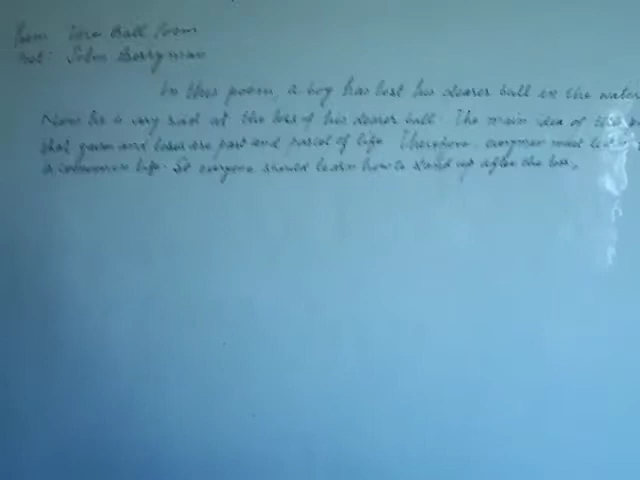 Poem: The Ball Poem
Poet: John Berryman
In this poem, a boy has lost his dearer ball in the water
Now he is very sad at the loss of his dearer ball. The main idea of this
that gain and loss are part and parcel of life. Therefore, everyman must
life. So everyone should learn how to stand up after the loss.